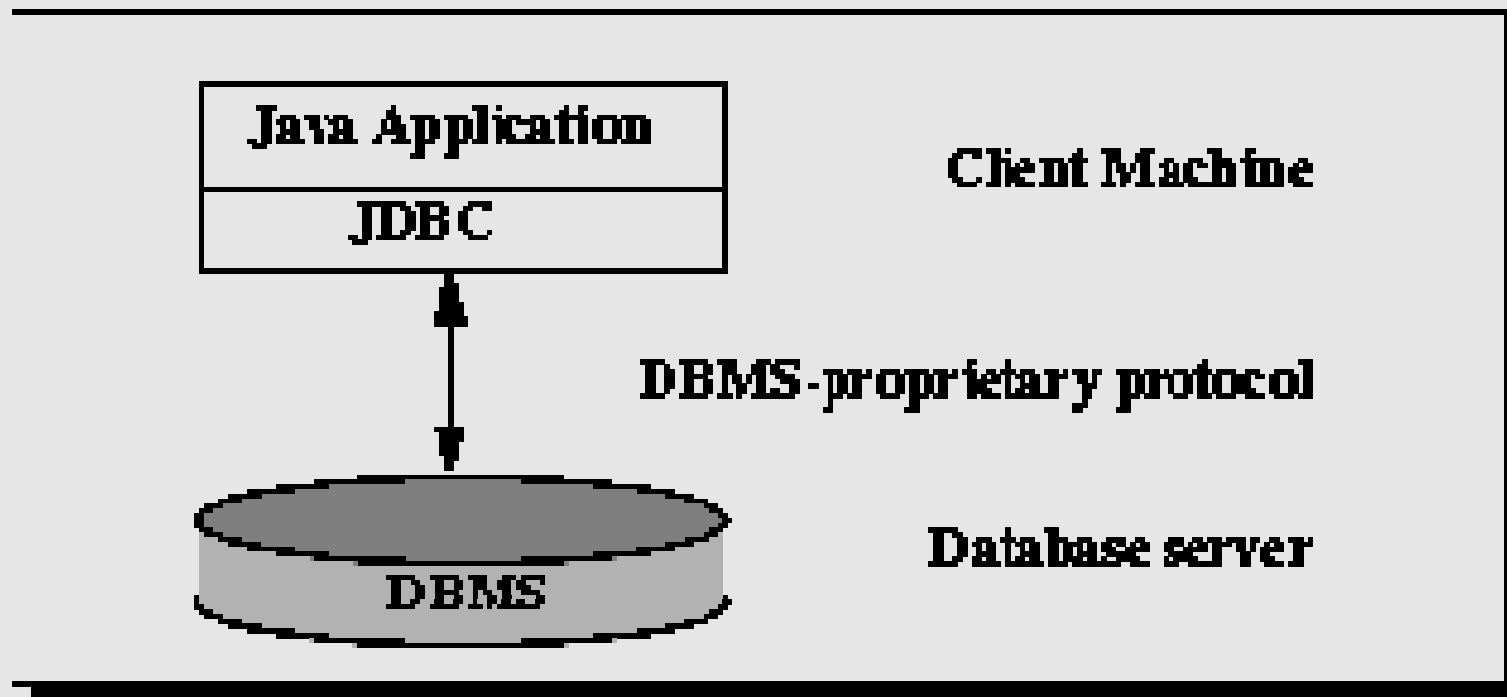 Java Application
Client Machine
JDBC
DBMS-proprietary protocol
Database server
DBMS